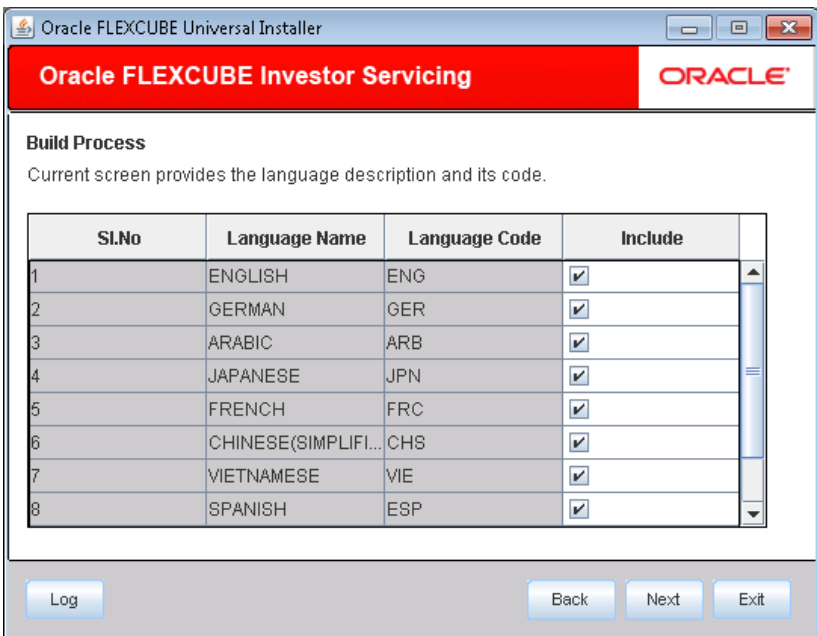 Oracle FLEXCUBE Universal Installer
Oracle FLEXCUBE Investor Servicing
ORACLE
Build Process
Current screen provides the language description and its code.
Sl.No Language Name Language Code Include
1 ENGLISH ENG
2 GERMAN GER
3 ARABIC ARB
4 JAPANESE JPN
5 FRENCH FRC
6 CHINESE(SIMPLIFI... CHS
7 VIETNAMESE VIE
8 SPANISH ESP
Log Back Next Exit